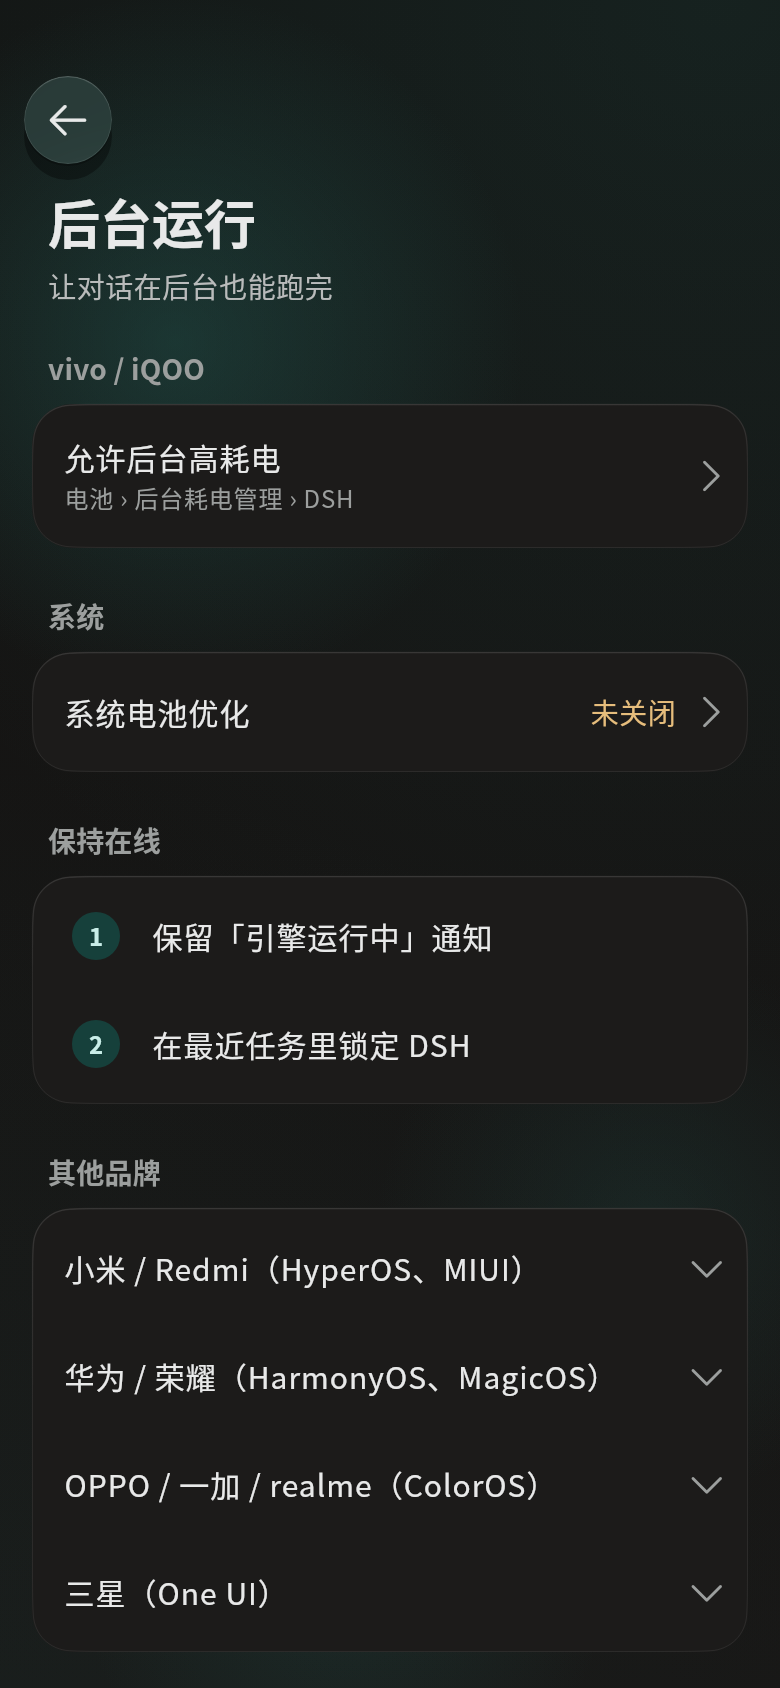 后台运行
让对话在后台也能跑完
vivo / iQOO
允许后台高耗电
电池 › 后台耗电管理 › DSH
系统
系统电池优化 未关闭
保持在线
1 保留「引擎运行中」通知
2 在最近任务里锁定 DSH
其他品牌
小米 / Redmi（HyperOS、MIUI）
华为 / 荣耀（HarmonyOS、MagicOS）
OPPO / 一加 / realme（ColorOS）
三星（One UI）